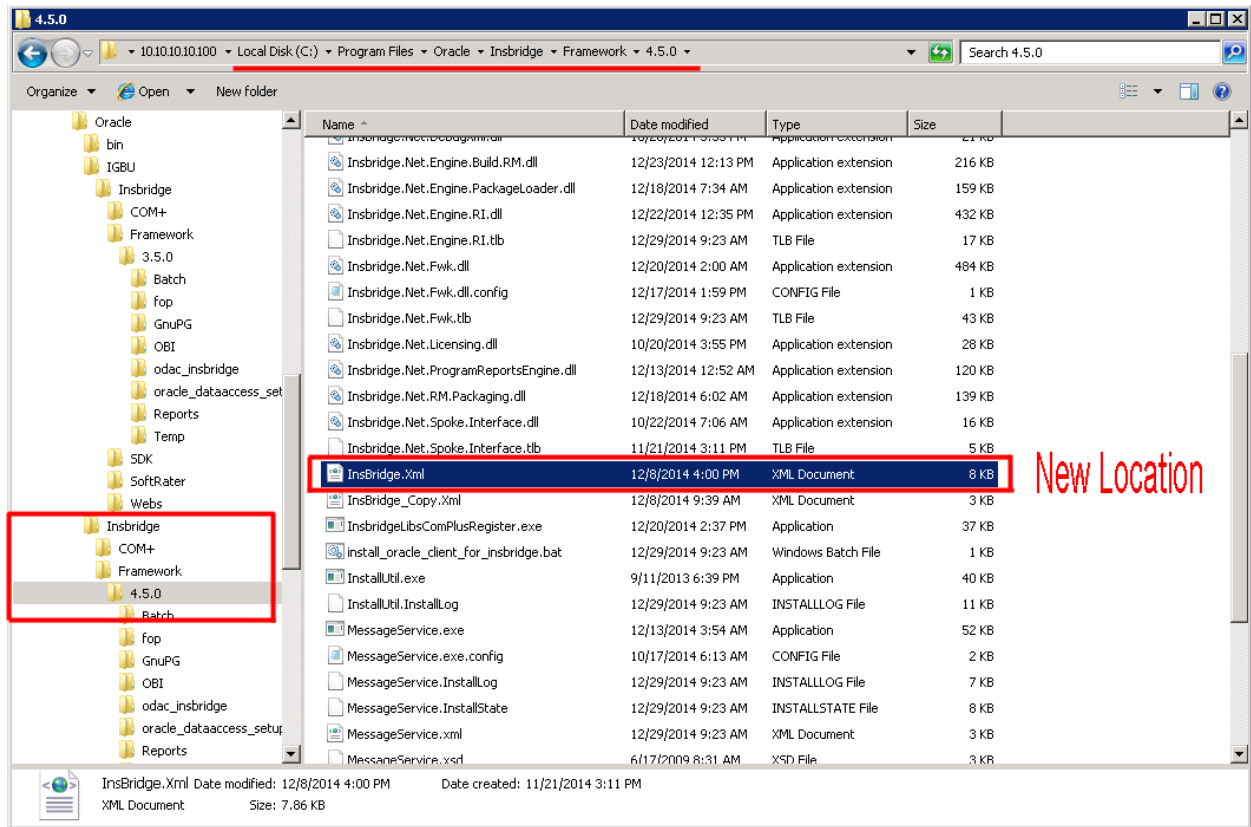 4.5.0
10.10.10.10.100 Local Disk (C:) Program Files Oracle Insbridge Framework 4.5.0
Search 4.5.0
Organize Open New folder
Oracle
bin
IGBU
Insbridge
COM+
Framework
3.5.0
Batch
fop
GnuPG
OBI
odac_insbridge
oracle_dataaccess_set
Reports
Temp
SDK
SoftRater
Webs
Insbridge
COM+
Framework
4.5.0
Batch
fop
GnuPG
OBI
odac_insbridge
oracle_dataaccess_setup
Reports
Name Date modified Type Size
Insbridge.Net.DebugXml.dll Application extension 21 KB
Insbridge.Net.Engine.Build.RM.dll 12/23/2014 12:13 PM Application extension 216 KB
Insbridge.Net.Engine.PackageLoader.dll 12/18/2014 7:34 AM Application extension 159 KB
Insbridge.Net.Engine.RI.dll 12/22/2014 12:35 PM Application extension 432 KB
Insbridge.Net.Engine.RI.tlb 12/29/2014 9:23 AM TLB File 17 KB
Insbridge.Net.Fwk.dll 12/20/2014 2:00 AM Application extension 484 KB
Insbridge.Net.Fwk.dll.config 12/17/2014 1:59 PM CONFIG File 1 KB
Insbridge.Net.Fwk.tlb 12/29/2014 9:23 AM TLB File 43 KB
Insbridge.Net.Licensing.dll 10/20/2014 3:55 PM Application extension 28 KB
Insbridge.Net.ProgramReportsEngine.dll 12/13/2014 12:52 AM Application extension 120 KB
Insbridge.Net.RM.Packaging.dll 12/18/2014 6:02 AM Application extension 139 KB
Insbridge.Net.Spoke.Interface.dll 10/22/2014 7:06 AM Application extension 16 KB
Insbridge.Net.Spoke.Interface.tlb 11/21/2014 3:11 PM TLB File 5 KB
InsBridge.Xml 12/8/2014 4:00 PM XML Document 8 KB
New Location
InsBridge_Copy.Xml 12/8/2014 9:39 AM XML Document 3 KB
InsbridgeLibsComPlusRegister.exe 12/20/2014 2:37 PM Application 37 KB
install_oracle_client_for_insbridge.bat 12/29/2014 9:23 AM Windows Batch File 1 KB
InstallUtil.exe 9/11/2013 6:39 PM Application 40 KB
InstallUtil.InstallLog 12/29/2014 9:23 AM INSTALLLOG File 11 KB
MessageService.exe 12/13/2014 3:54 AM Application 52 KB
MessageService.exe.config 10/17/2014 6:13 AM CONFIG File 2 KB
MessageService.InstallLog 12/29/2014 9:23 AM INSTALLLOG File 7 KB
MessageService.InstallState 12/29/2014 9:23 AM INSTALLSTATE File 8 KB
MessageService.xml 12/29/2014 9:23 AM XML Document 3 KB
MessageService.xsd 6/17/2009 8:31 AM XSD File 3 KB
InsBridge.Xml Date modified: 12/8/2014 4:00 PM Date created: 11/21/2014 3:11 PM
XML Document Size: 7.86 KB